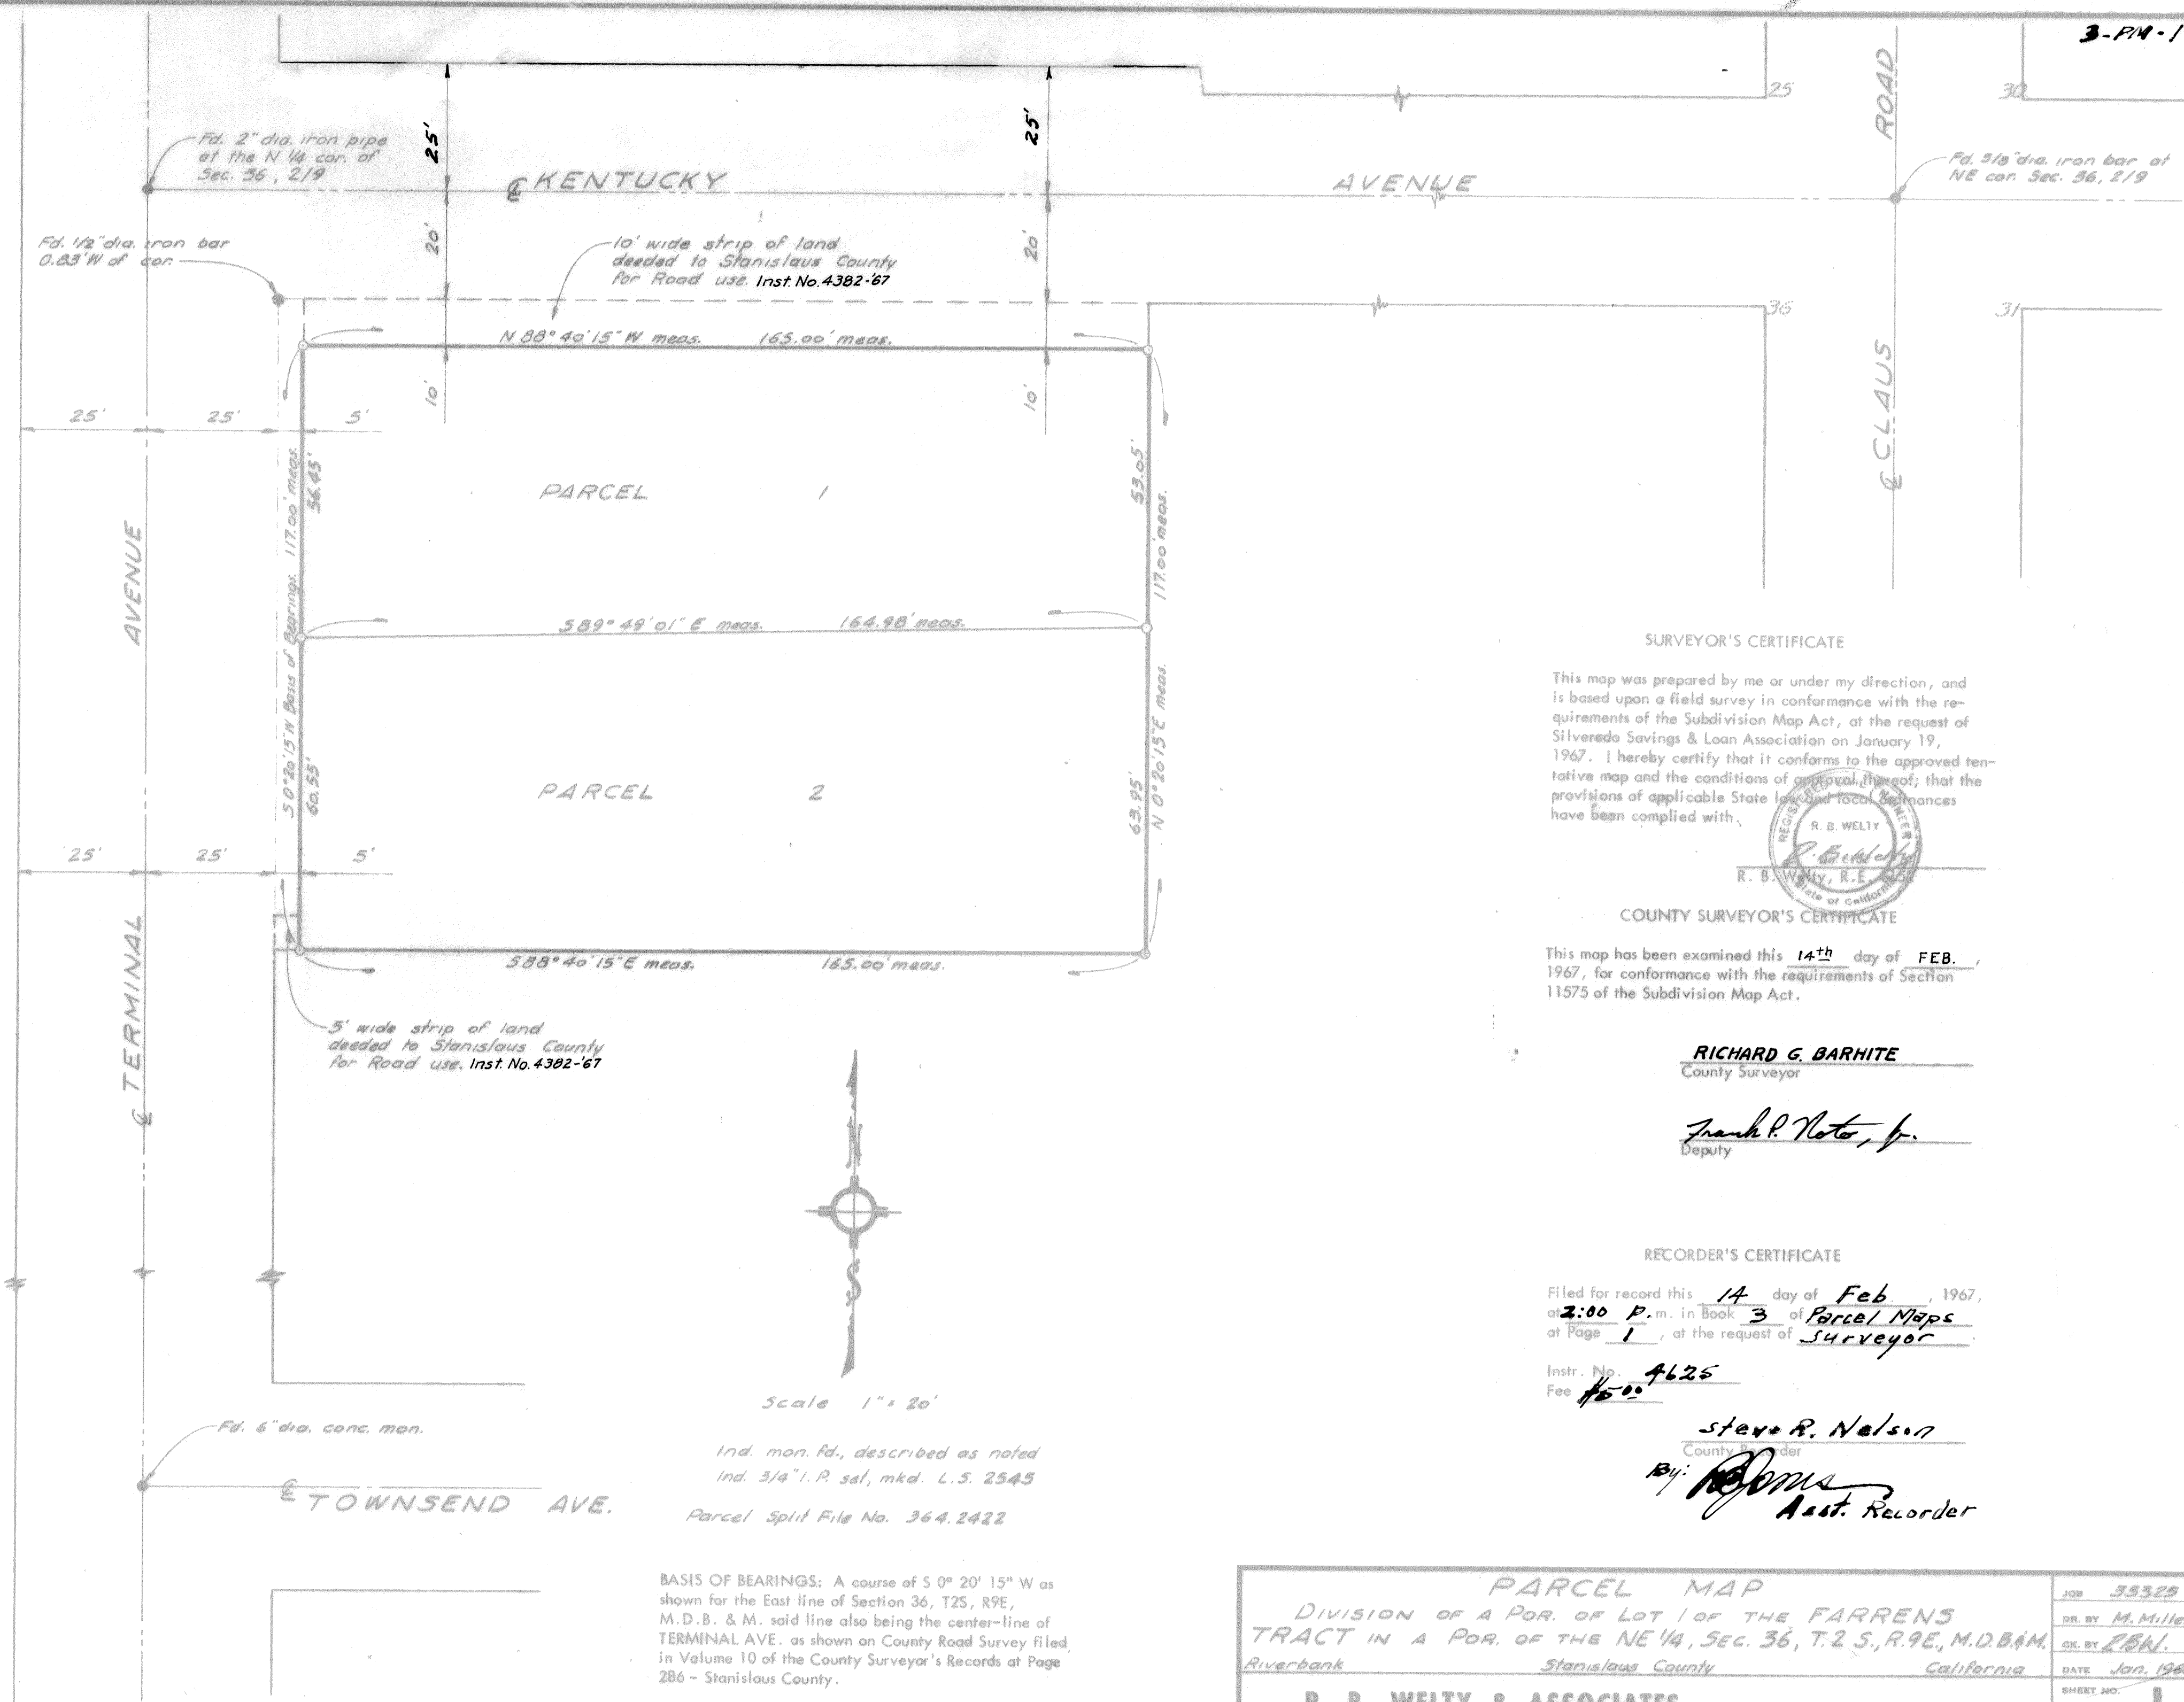 3-PM-1
25
30
ROAD
Fd. 2" dia. iron pipe
at the N 1/4 cor. of
Sec. 36, 2/9
25'
25'
℄ KENTUCKY
AVENUE
Fd. 5/8" dia. iron bar at
NE cor. Sec. 36, 2/9
Fd. 1/2" dia. iron bar
0.83' W of cor.
20'
20'
10' wide strip of land
deeded to Stanislaus County
for Road use. Inst. No. 4382-'67
36
31
N 88° 40' 15" W meas. 165.00' meas.
10'
10'
℄ CLAUS
25' 25' 5'
S 0° 20' 15" W Basis of Bearings. 117.00' meas.
56.45'
PARCEL 1
53.05'
117.00' meas.
AVENUE
S 89° 49' 01" E meas. 164.98' meas.
60.55'
PARCEL 2
63.95'
N 0° 20' 15" E meas.
25' 25' 5'
℄ TERMINAL
S 88° 40' 15" E meas. 165.00' meas.
5' wide strip of land
deeded to Stanislaus County
for Road use. Inst. No. 4382-'67
N
S
Scale 1" = 20'
Ind. mon. fd., described as noted
Ind. 3/4" I.P. set, mkd. L.S. 2545
Parcel Split File No. 364.2422
Fd. 6" dia. conc. mon.
℄ TOWNSEND AVE.
BASIS OF BEARINGS: A course of S 0° 20' 15" W as
shown for the East line of Section 36, T2S, R9E,
M.D.B. & M. said line also being the center-line of
TERMINAL AVE. as shown on County Road Survey filed
in Volume 10 of the County Surveyor's Records at Page
286 - Stanislaus County.
SURVEYOR'S CERTIFICATE
This map was prepared by me or under my direction, and
is based upon a field survey in conformance with the re-
quirements of the Subdivision Map Act, at the request of
Silveredo Savings & Loan Association on January 19,
1967. I hereby certify that it conforms to the approved ten-
tative map and the conditions of approval thereof; that the
provisions of applicable State law and local ordinances
have been complied with.
REGISTERED CIVIL ENGINEER
R. B. WELTY
State of California
R. B. Welty
R. B. Welty, R.E.
COUNTY SURVEYOR'S CERTIFICATE
This map has been examined this 14th day of FEB.,
1967, for conformance with the requirements of Section
11575 of the Subdivision Map Act.
RICHARD G. BARHITE
County Surveyor
Frank P. Noto, Jr.
Deputy
RECORDER'S CERTIFICATE
Filed for record this 14 day of Feb, 1967,
at 2:00 P.m. in Book 3 of Parcel Maps
at Page 1, at the request of Surveyor.
Instr. No. 4625
Fee $5.00
Steve R. Nelson
County Recorder
By:
Asst. Recorder
PARCEL MAP
DIVISION OF A POR. OF LOT 1 OF THE FARRENS
TRACT IN A POR. OF THE NE 1/4, SEC. 36, T. 2 S., R. 9 E., M.D.B.&M.
Riverbank Stanislaus County California
R. B. WELTY & ASSOCIATES
JOB 35325
DR. BY M. Mille
CK. BY RBW.
DATE Jan. 196
SHEET NO. 1